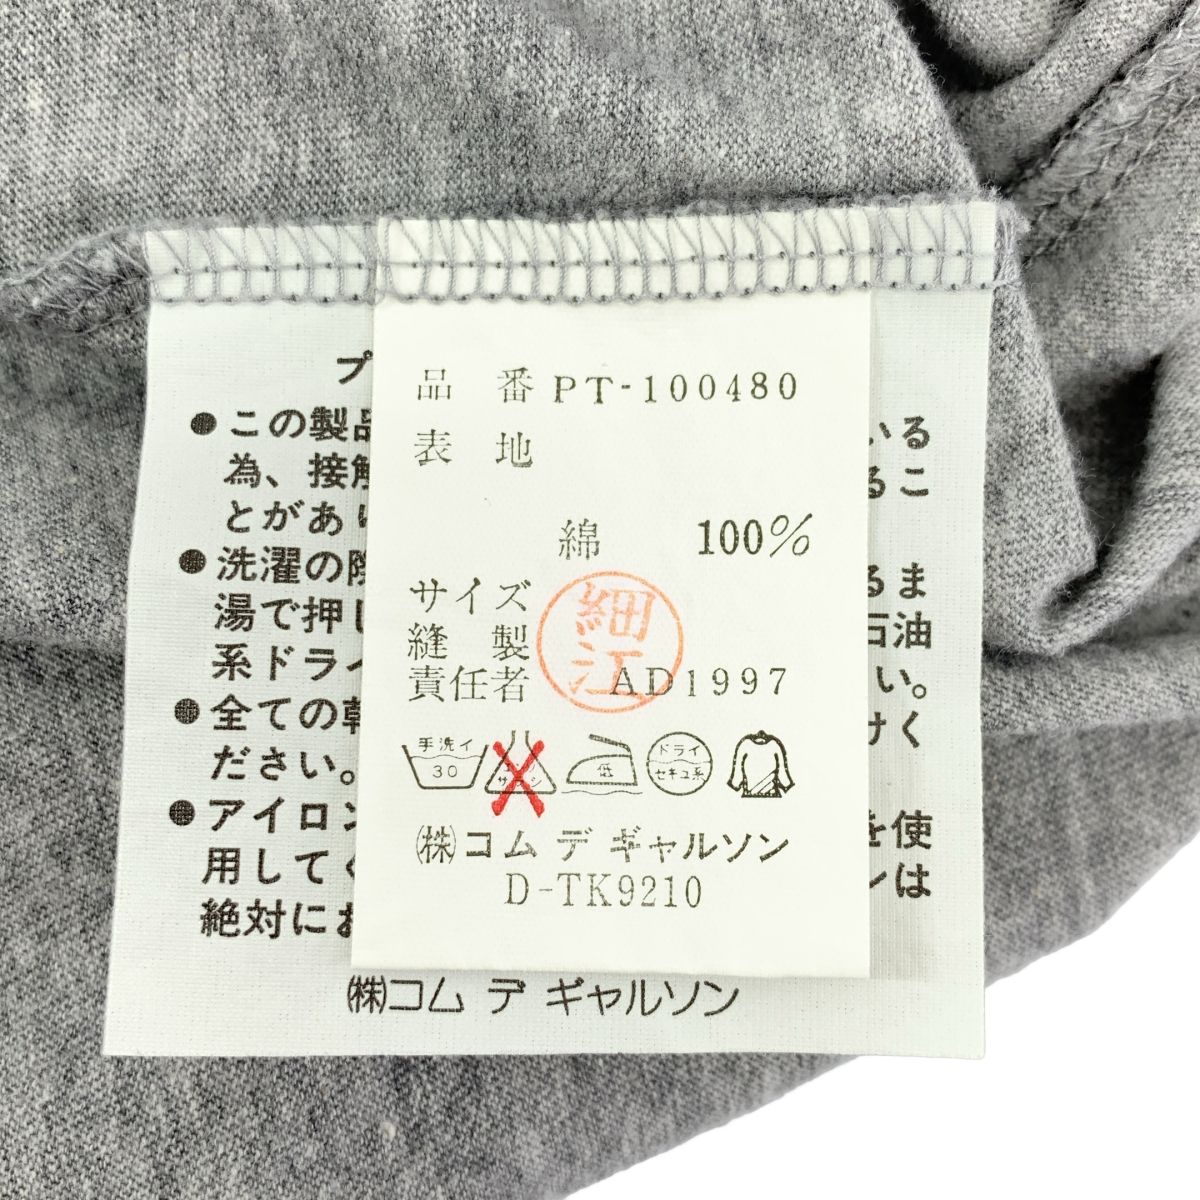 品 番 PT-100480
表 地
綿 100%
サイズ
縫 製
責任者 AD1997
細江
手洗イ
30
低
ドライ
セキユ系
㈱コム デ ギャルソン
D-TK9210
プ
●この製品 いる
為、接触 るこ
とがあり
●洗濯の際 るま
湯で押し 石油
系ドライ い。
●全ての乾 けく
ださい。
●アイロン を使
用してく ンは
絶対にお
㈱コム デ ギャルソン